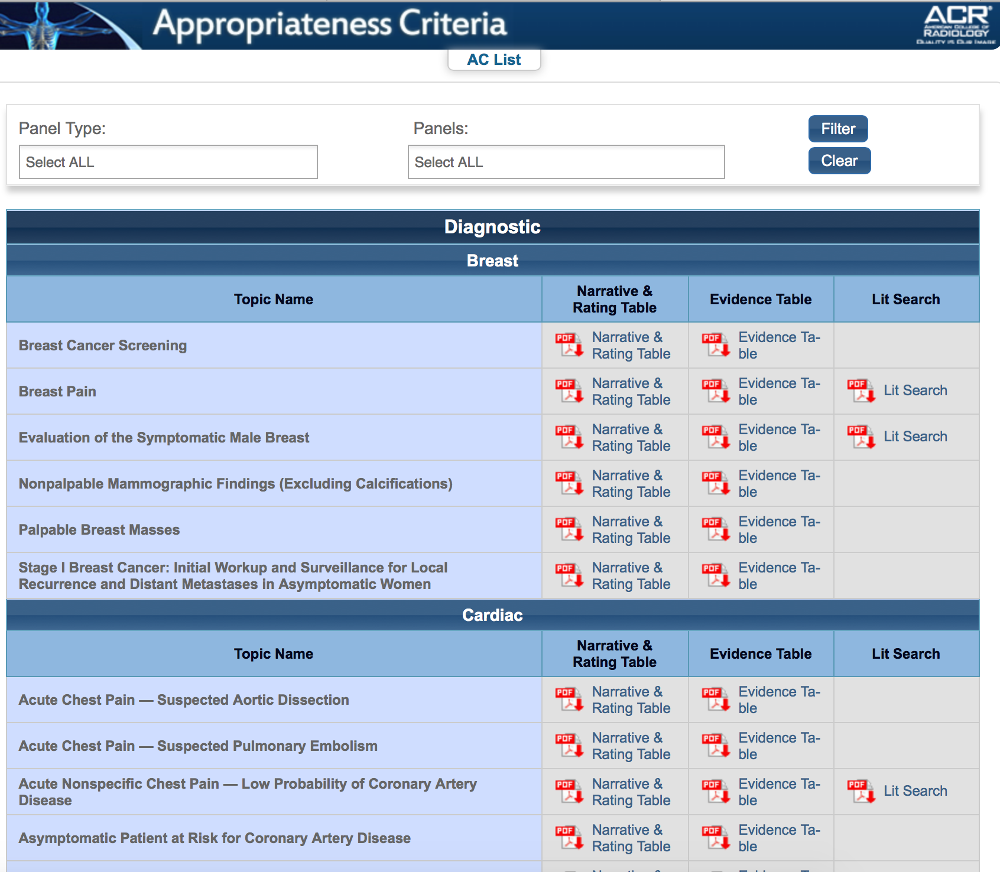 Appropriateness Criteria
ACR®
AMERICAN COLLEGE OF
RADIOLOGY
QUALITY IS OUR IMAGE
AC List
Panel Type:
Panels:
Filter
Select ALL
Select ALL
Clear
Diagnostic
Breast
Topic Name
Narrative &
Rating Table
Evidence Table
Lit Search
Breast Cancer Screening
PDF
Narrative &
Rating Table
PDF
Evidence Ta-
ble
Breast Pain
PDF
Narrative &
Rating Table
PDF
Evidence Ta-
ble
PDF
Lit Search
Evaluation of the Symptomatic Male Breast
PDF
Narrative &
Rating Table
PDF
Evidence Ta-
ble
PDF
Lit Search
Nonpalpable Mammographic Findings (Excluding Calcifications)
PDF
Narrative &
Rating Table
PDF
Evidence Ta-
ble
Palpable Breast Masses
PDF
Narrative &
Rating Table
PDF
Evidence Ta-
ble
Stage I Breast Cancer: Initial Workup and Surveillance for Local
Recurrence and Distant Metastases in Asymptomatic Women
PDF
Narrative &
Rating Table
PDF
Evidence Ta-
ble
Cardiac
Topic Name
Narrative &
Rating Table
Evidence Table
Lit Search
Acute Chest Pain — Suspected Aortic Dissection
PDF
Narrative &
Rating Table
PDF
Evidence Ta-
ble
Acute Chest Pain — Suspected Pulmonary Embolism
PDF
Narrative &
Rating Table
PDF
Evidence Ta-
ble
Acute Nonspecific Chest Pain — Low Probability of Coronary Artery
Disease
PDF
Narrative &
Rating Table
PDF
Evidence Ta-
ble
PDF
Lit Search
Asymptomatic Patient at Risk for Coronary Artery Disease
PDF
Narrative &
Rating Table
PDF
Evidence Ta-
ble